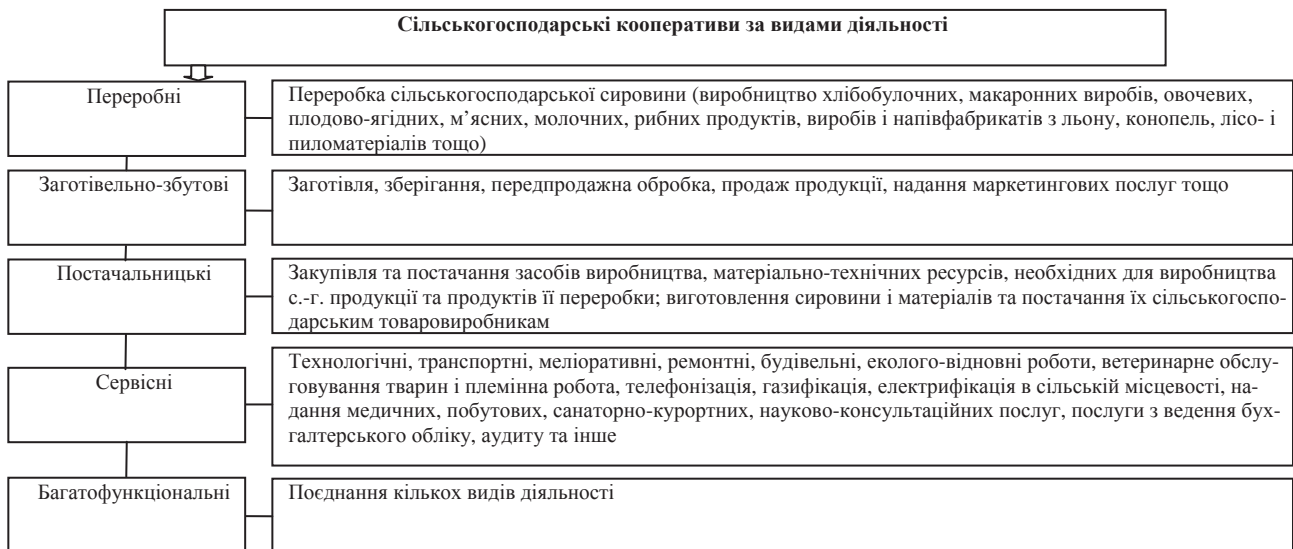 Сільськогосподарські кооперативи за видами діяльності
Переробні
Переробка сільськогосподарської сировини (виробництво хлібобулочних, макаронних виробів, овочевих,
плодово-ягідних, м’ясних, молочних, рибних продуктів, виробів і напівфабрикатів з льону, конопель, лісо- і
пиломатеріалів тощо)
Заготівельно-збутові
Заготівля, зберігання, передпродажна обробка, продаж продукції, надання маркетингових послуг тощо
Постачальницькі
Закупівля та постачання засобів виробництва, матеріально-технічних ресурсів, необхідних для виробництва
с.-г. продукції та продуктів її переробки; виготовлення сировини і матеріалів та постачання їх сільськогоспо-
дарським товаровиробникам
Сервісні
Технологічні, транспортні, меліоративні, ремонтні, будівельні, еколого-відновні роботи, ветеринарне обслу-
говування тварин і племінна робота, телефонізація, газифікація, електрифікація в сільській місцевості, на-
дання медичних, побутових, санаторно-курортних, науково-консультаційних послуг, послуги з ведення бух-
галтерського обліку, аудиту та інше
Багатофункціональні
Поєднання кількох видів діяльності